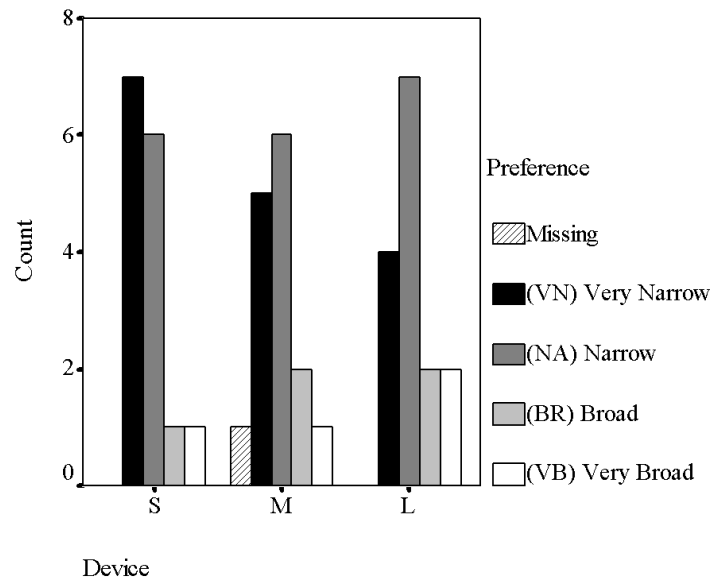 8
6
4
2
0
Count
S M L
Device
Preference
Missing
(VN) Very Narrow
(NA) Narrow
(BR) Broad
(VB) Very Broad